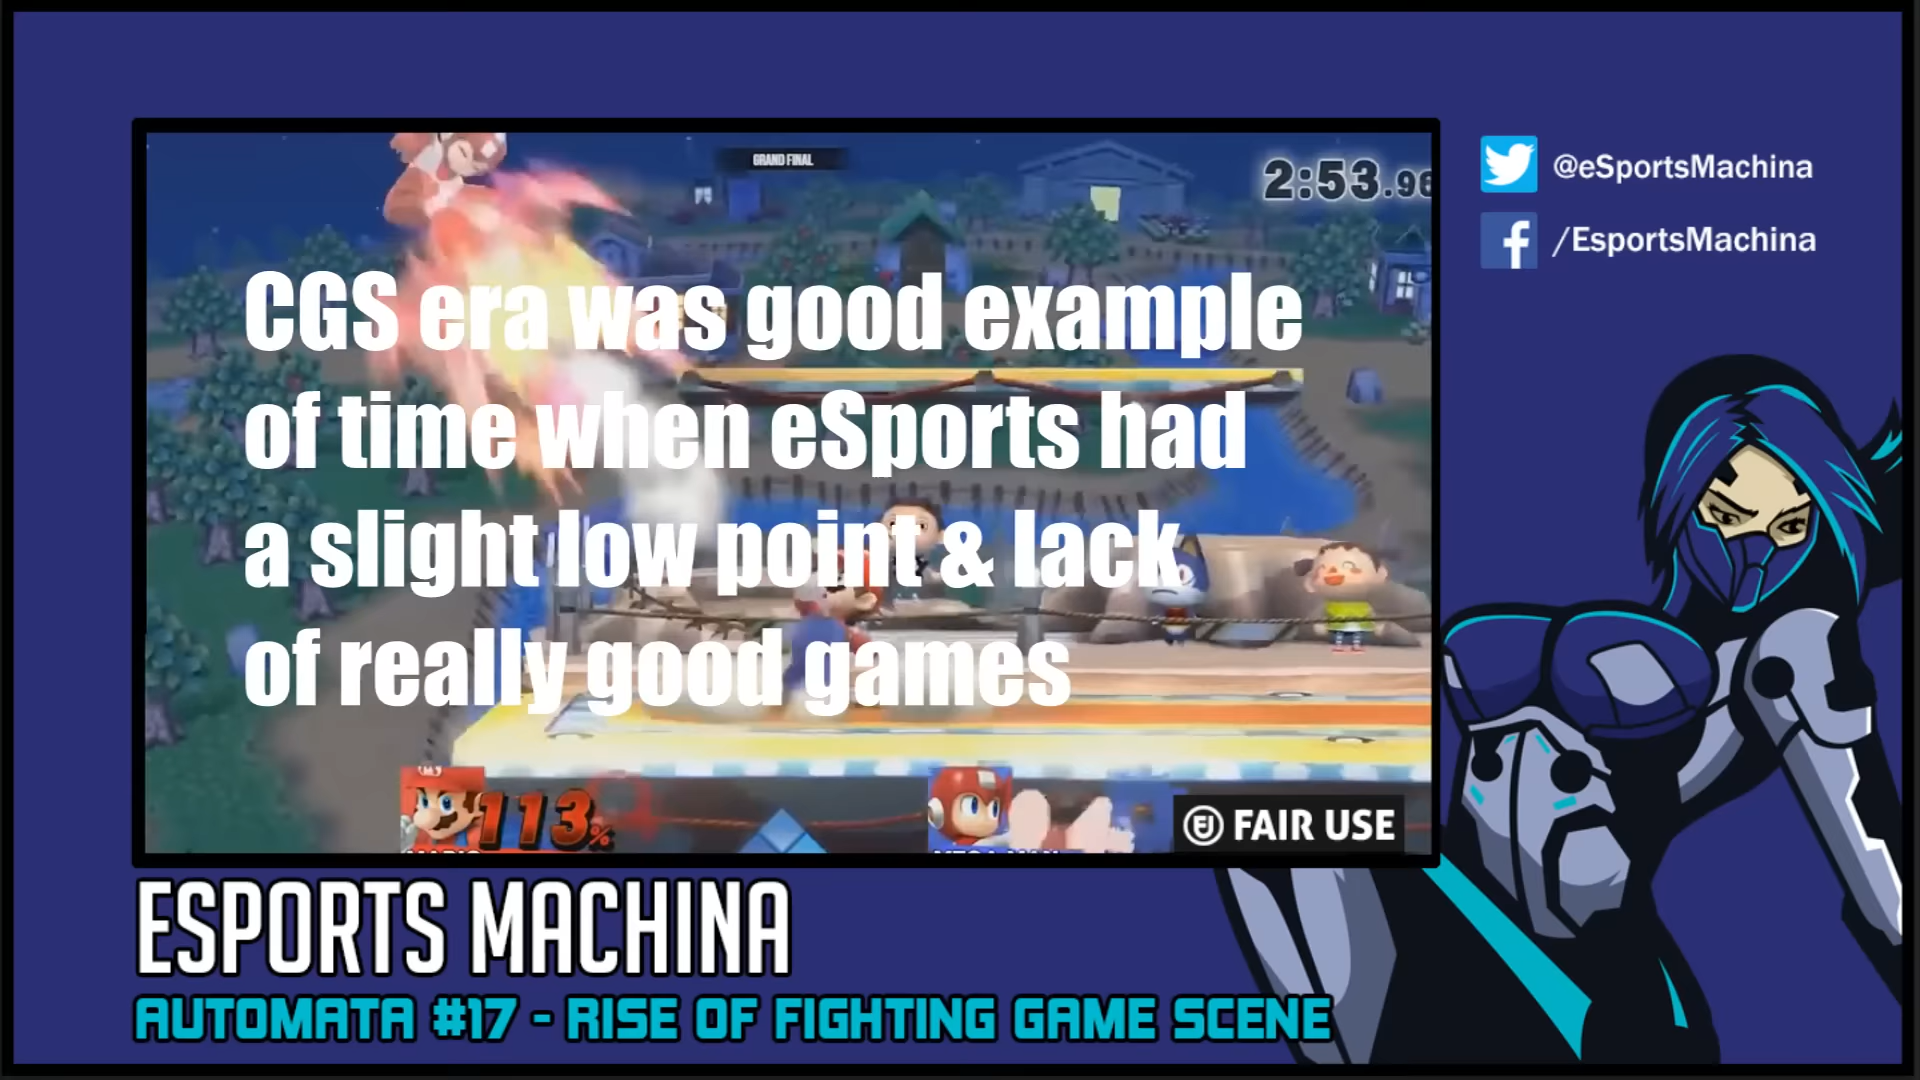 GRAND FINAL
2:53.96
@eSportsMachina
/EsportsMachina
CGS era was good example
of time when eSports had
a slight low point & lack
of really good games
113%
FAIR USE
ESPORTS MACHINA
AUTOMATA #17 - RISE OF FIGHTING GAME SCENE